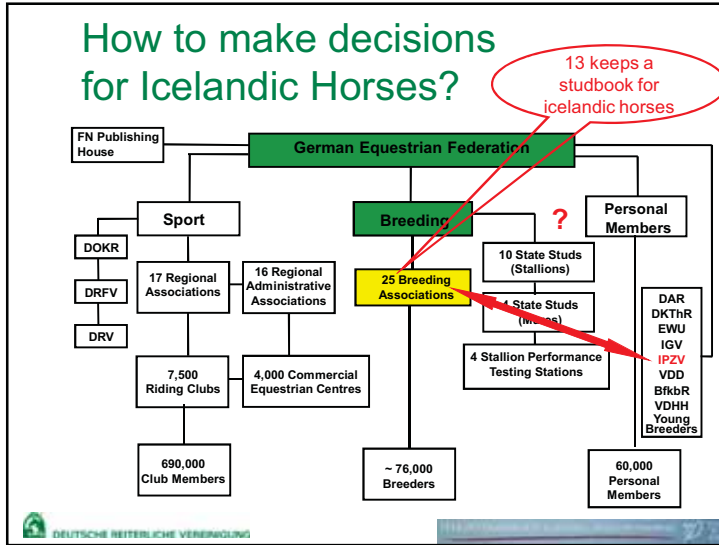 How to make decisions
for Icelandic Horses?
13 keeps a
studbook for
icelandic horses
FN Publishing
House
German Equestrian Federation
Sport
Breeding
?
Personal
Members
DOKR
DRFV
DRV
17 Regional
Associations
16 Regional
Administrative
Associations
25 Breeding
Associations
10 State Studs
(Stallions)
4 State Studs
(Mares)
4 Stallion Performance
Testing Stations
DAR
DKThR
EWU
IGV
IPZV
VDD
BfkbR
VDHH
Young
Breeders
7,500
Riding Clubs
4,000 Commercial
Equestrian Centres
690,000
Club Members
~ 76,000
Breeders
60,000
Personal
Members
DEUTSCHE REITERLICHE VEREINIGUNG